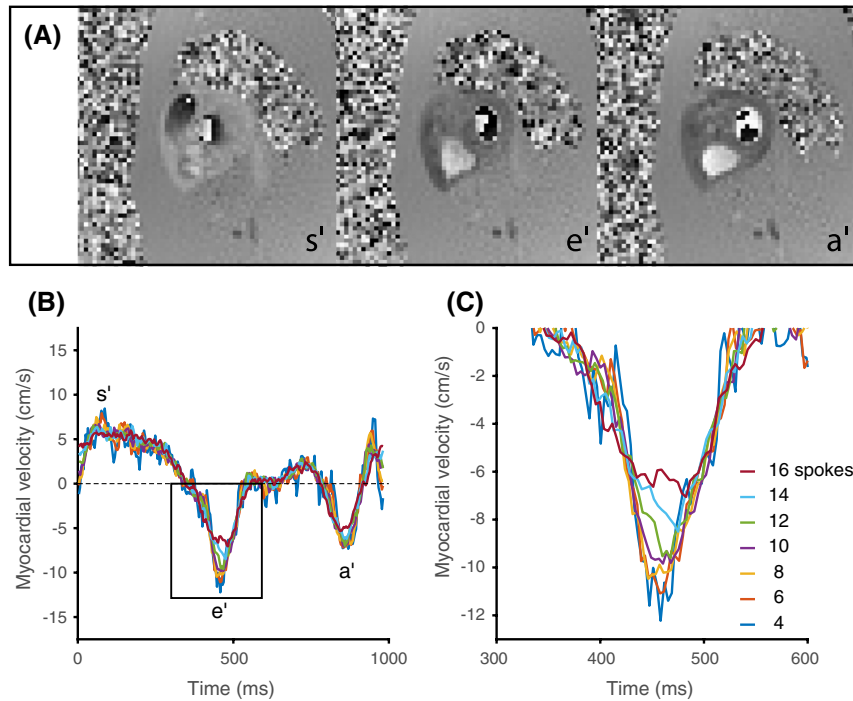 (A)
s'
e'
a'
(B)
15
10
5
0
-5
-10
-15
Myocardial velocity (cm/s)
s'
e'
a'
0
500
1000
Time (ms)
(C)
0
-2
-4
-6
-8
-10
-12
Myocardial velocity (cm/s)
16 spokes
14
12
10
8
6
4
300
400
500
600
Time (ms)